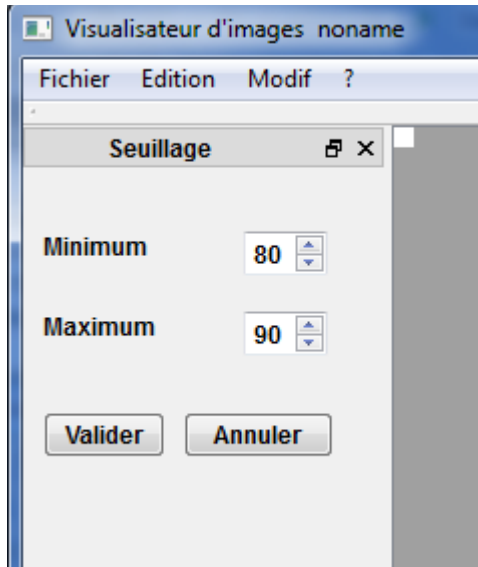 Visualisateur d'images noname
Fichier Edition Modif ?
Seuillage
Minimum 80
Maximum 90
Valider Annuler